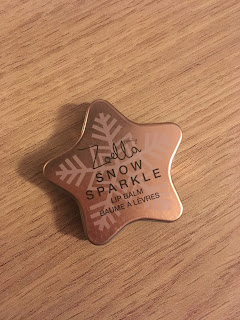 Zoella
SNOW
SPARKLE
LIP BALM
BAUME À LÈVRES